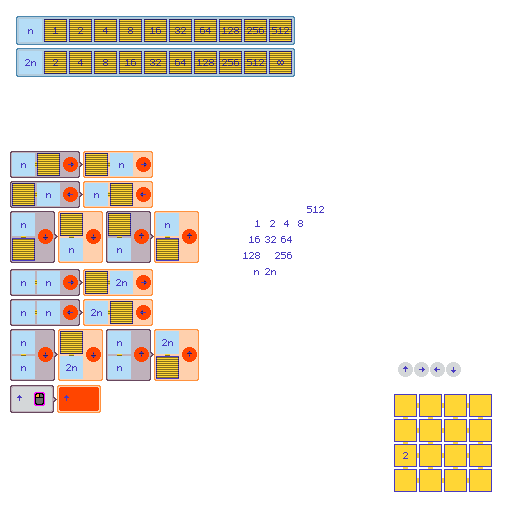 n 1 2 4 8 16 32 64 128 256 512
2n 2 4 8 16 32 64 128 256 512 ∞
n → n →
n ← n ←
n ↓ n ↓ n ↑ n ↑
512
1 2 4 8
16 32 64
128 256
n 2n
n n → 2n →
n n ← 2n ←
n n ↓ 2n ↓ n n ↑ 2n ↑
↑ ↑
↑ → ← ↓
2